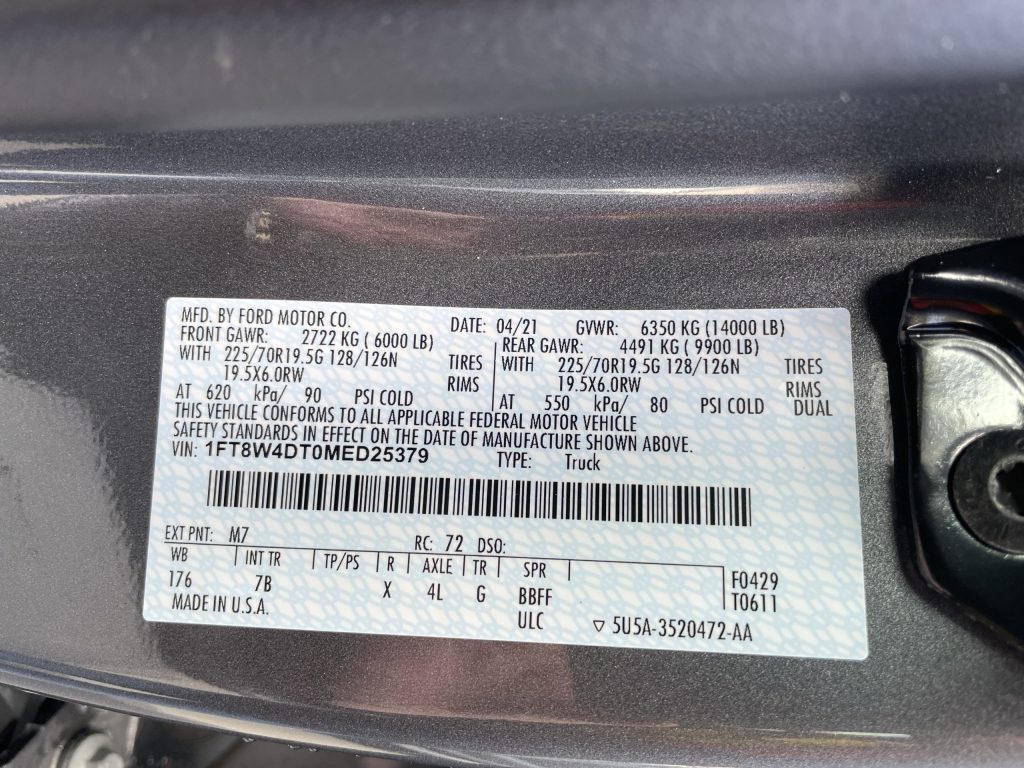 MFD. BY FORD MOTOR CO. DATE: 04/21 GVWR: 6350 KG (14000 LB)
FRONT GAWR: 2722 KG ( 6000 LB) REAR GAWR: 4491 KG ( 9900 LB)
WITH 225/70R19.5G 128/126N TIRES WITH 225/70R19.5G 128/126N TIRES
19.5X6.0RW RIMS 19.5X6.0RW RIMS
AT 620 kPa/ 90 PSI COLD AT 550 kPa/ 80 PSI COLD DUAL
THIS VEHICLE CONFORMS TO ALL APPLICABLE FEDERAL MOTOR VEHICLE
SAFETY STANDARDS IN EFFECT ON THE DATE OF MANUFACTURE SHOWN ABOVE.
VIN: 1FT8W4DT0MED25379 TYPE: Truck
EXT PNT: M7 RC: 72 DSO:
WB INT TR TP/PS R AXLE TR SPR F0429
176 7B X 4L G BBFF T0611
MADE IN U.S.A. ULC ▽ 5U5A-3520472-AA